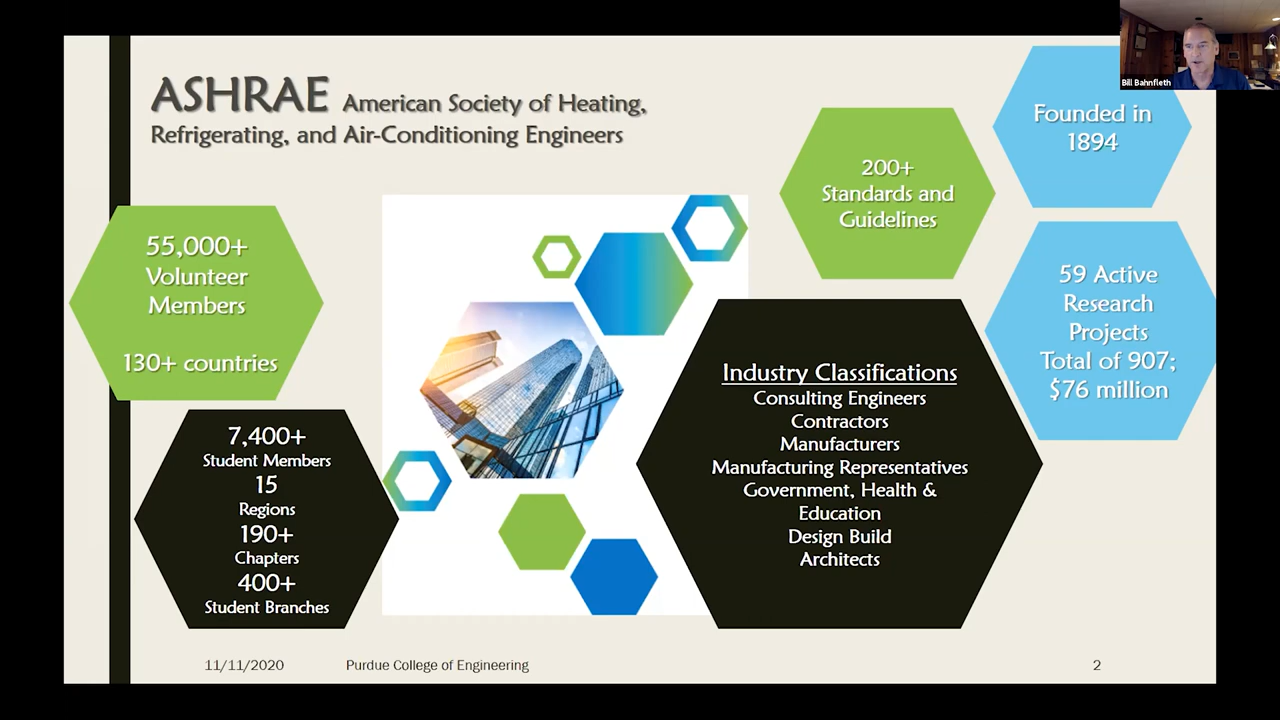 ASHRAE American Society of Heating,
Refrigerating, and Air-Conditioning Engineers
Bill Bahnfleth
Founded in
1894
200+
Standards and
Guidelines
55,000+
Volunteer
Members
130+ countries
59 Active
Research
Projects
Total of 907;
$76 million
Industry Classifications
Consulting Engineers
Contractors
Manufacturers
Manufacturing Representatives
Government, Health &
Education
Design Build
Architects
7,400+
Student Members
15
Regions
190+
Chapters
400+
Student Branches
11/11/2020
Purdue College of Engineering
2